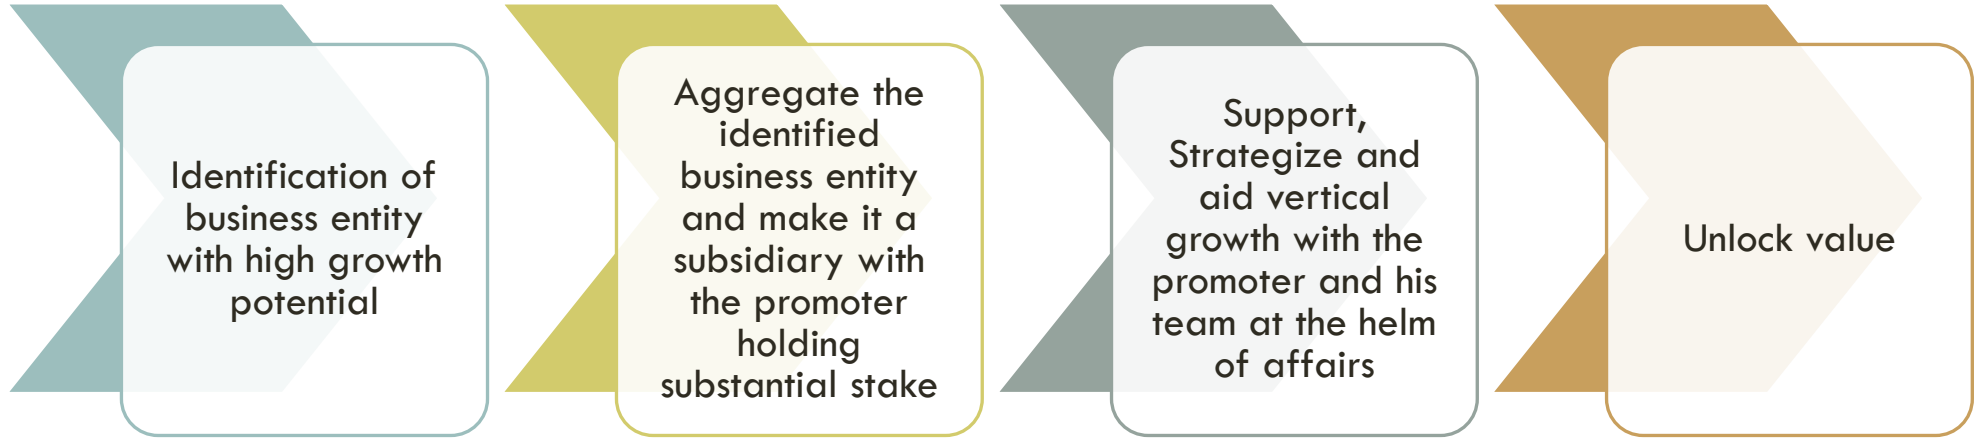 Identification of
business entity
with high growth
potential
Aggregate the
identified
business entity
and make it a
subsidiary with
the promoter
holding
substantial stake
Support,
Strategize and
aid vertical
growth with the
promoter and his
team at the helm
of affairs
Unlock value